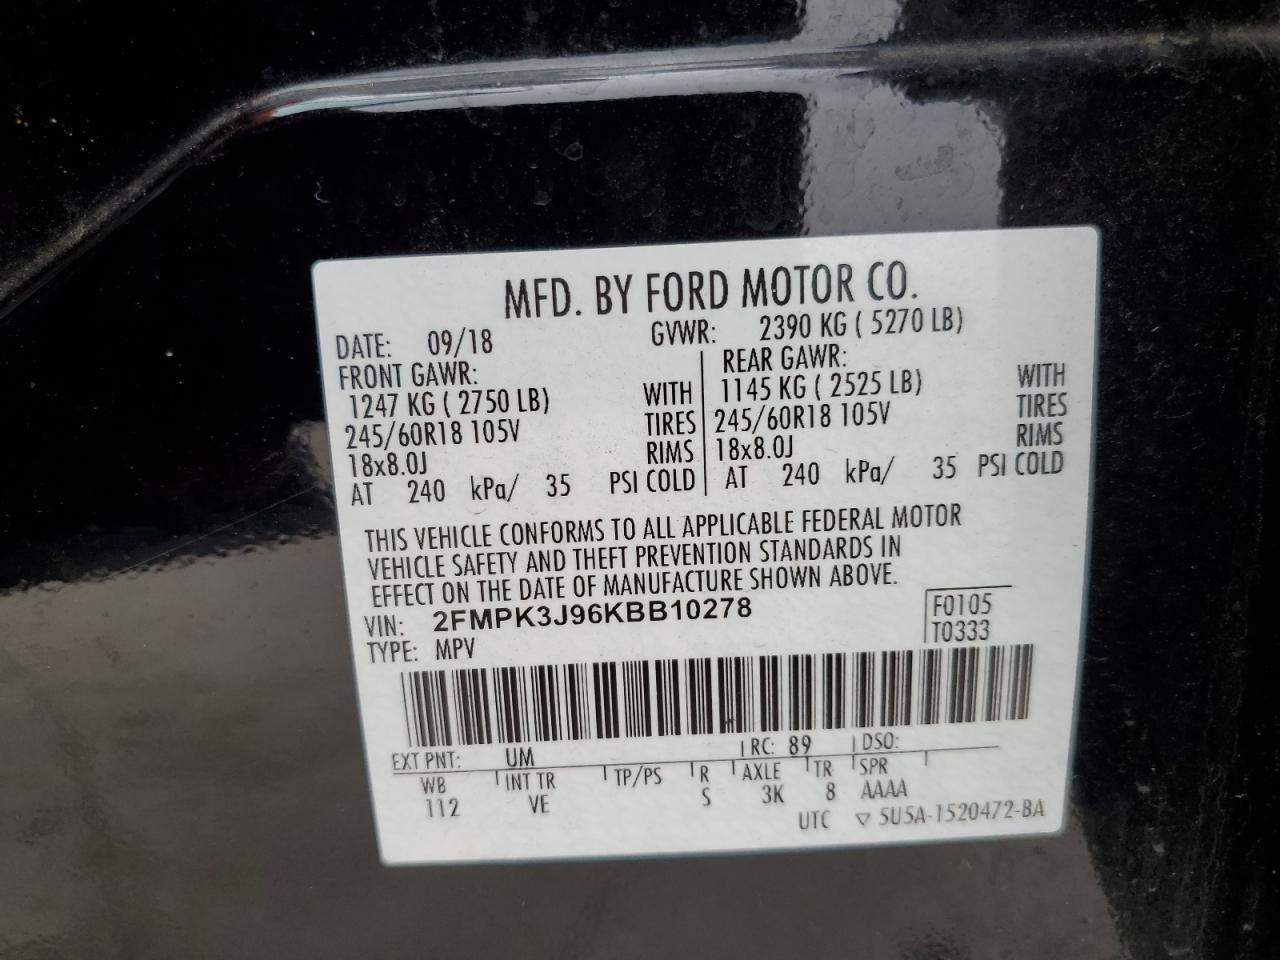 MFD. BY FORD MOTOR CO.
DATE: 09/18 GVWR: 2390 KG ( 5270 LB)
FRONT GAWR: REAR GAWR:
1247 KG ( 2750 LB) WITH 1145 KG ( 2525 LB) WITH
245/60R18 105V TIRES 245/60R18 105V TIRES
18x8.0J RIMS 18x8.0J RIMS
AT 240 kPa/ 35 PSI COLD AT 240 kPa/ 35 PSI COLD
THIS VEHICLE CONFORMS TO ALL APPLICABLE FEDERAL MOTOR
VEHICLE SAFETY AND THEFT PREVENTION STANDARDS IN
EFFECT ON THE DATE OF MANUFACTURE SHOWN ABOVE.
VIN: 2FMPK3J96KBB10278 F0105
TYPE: MPV T0333
EXT PNT: UM RC: 89 DSO:
WB INT TR TP/PS R AXLE TR SPR
112 VE S 3K 8 AAAA
UTC ▽ 5U5A-1520472-BA